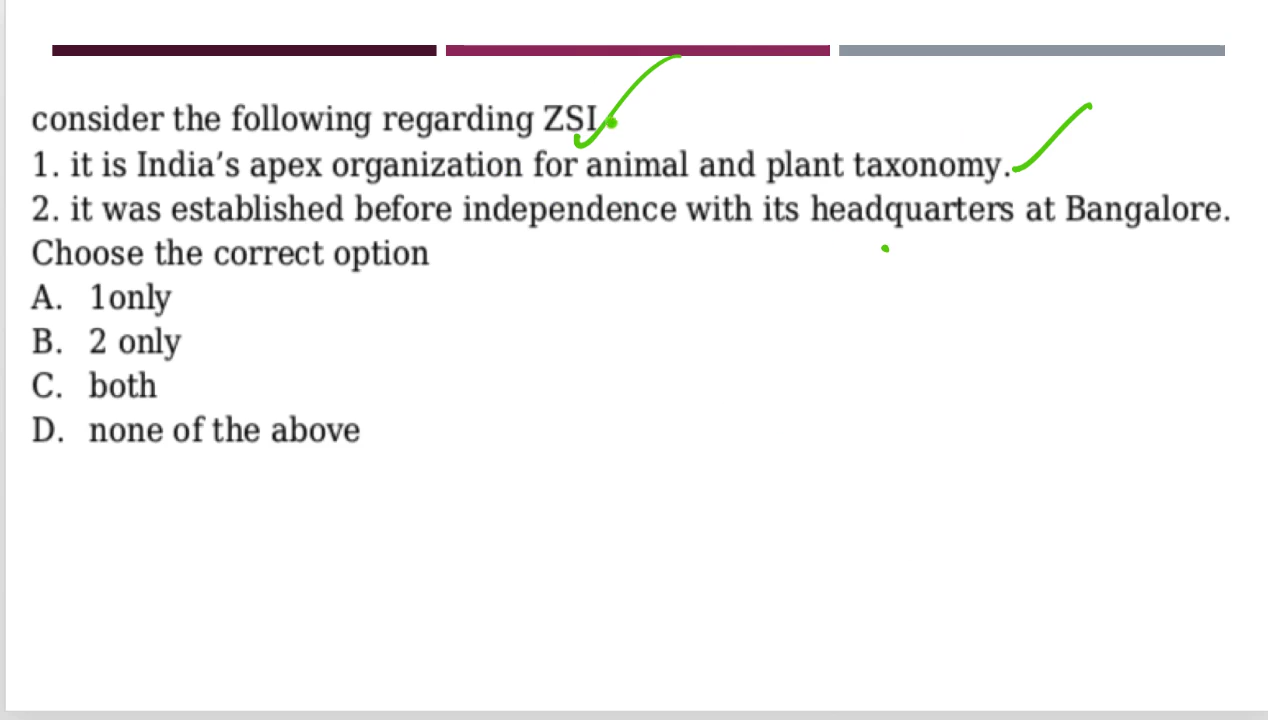 consider the following regarding ZSI.
1. it is India’s apex organization for animal and plant taxonomy.
2. it was established before independence with its headquarters at Bangalore.
Choose the correct option
A. 1only
B. 2 only
C. both
D. none of the above